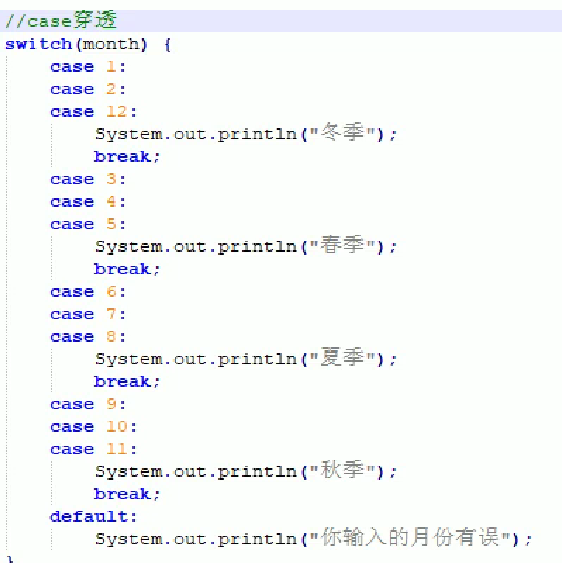 //case穿透
switch(month) {
    case 1:
    case 2:
    case 12:
        System.out.println("冬季");
        break;
    case 3:
    case 4:
    case 5:
        System.out.println("春季");
        break;
    case 6:
    case 7:
    case 8:
        System.out.println("夏季");
        break;
    case 9:
    case 10:
    case 11:
        System.out.println("秋季");
        break;
    default:
        System.out.println("你输入的月份有误");
}